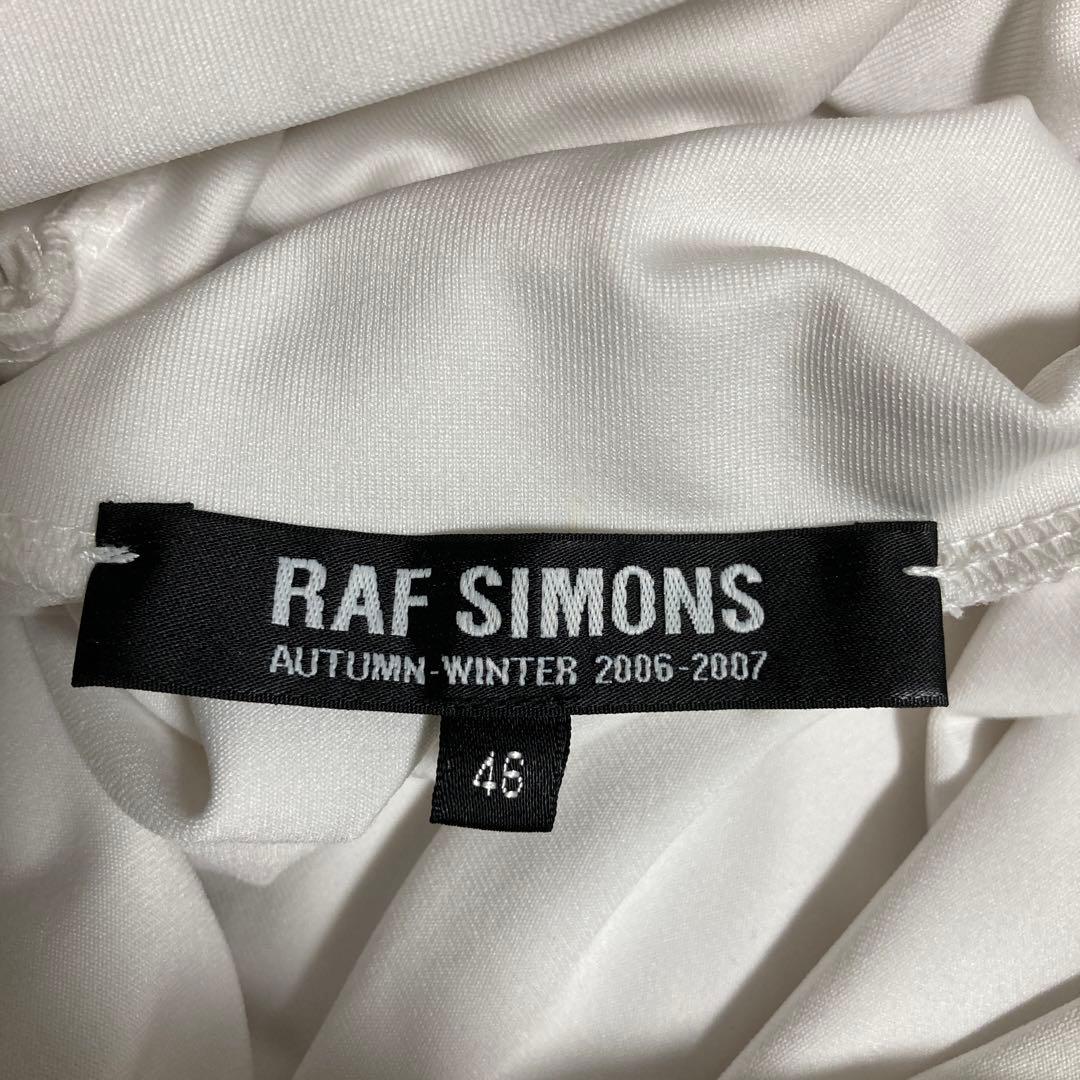 RAF SIMONS
AUTUMN-WINTER 2006-2007
46